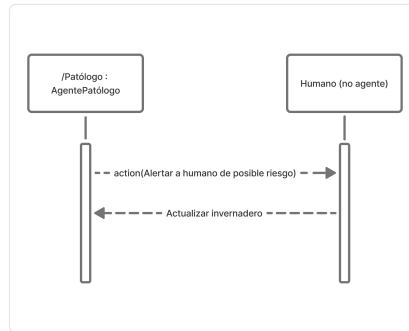 /Patólogo :
AgentePatólogo
Humano (no agente)
action(Alertar a humano de posible riesgo)
Actualizar invernadero